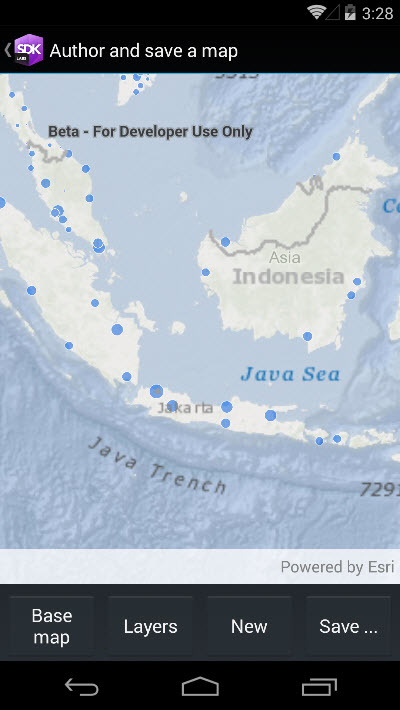 3:28
SDK
LABS
Author and save a map
Beta - For Developer Use Only
Asia
Indonesia
Java Sea
Jakarta
Java Trench
7291
Powered by Esri
Base
map
Layers
New
Save ...